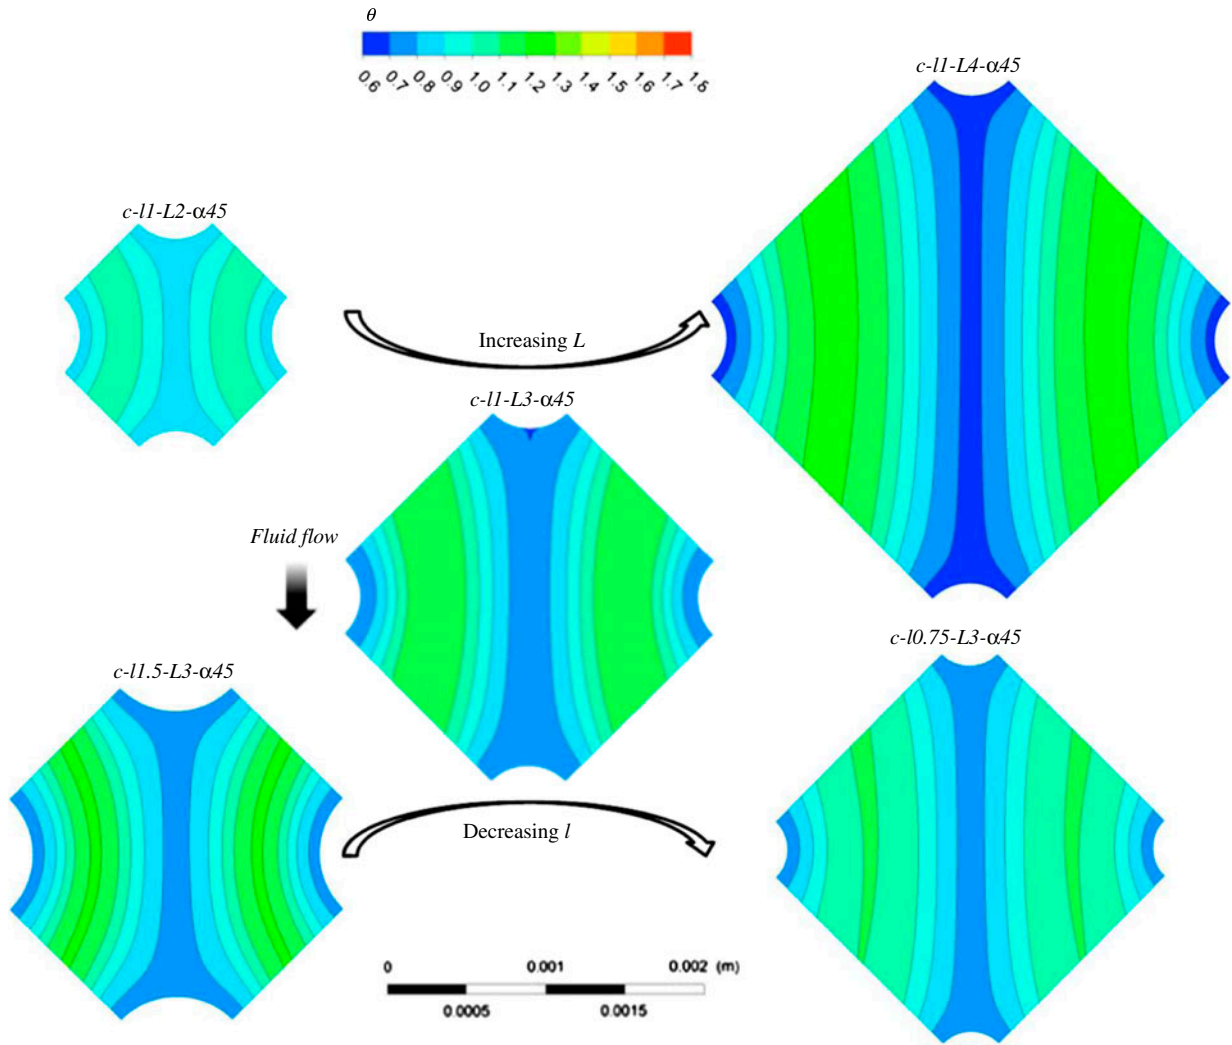 θ
0.6 0.7 0.8 0.9 1.0 1.1 1.2 1.3 1.4 1.5 1.6 1.7 1.8
c-l1-L4-α45
c-l1-L2-α45
Increasing L
c-l1-L3-α45
Fluid flow
c-l0.75-L3-α45
c-l1.5-L3-α45
Decreasing l
0 0.001 0.002 (m)
0.0005 0.0015